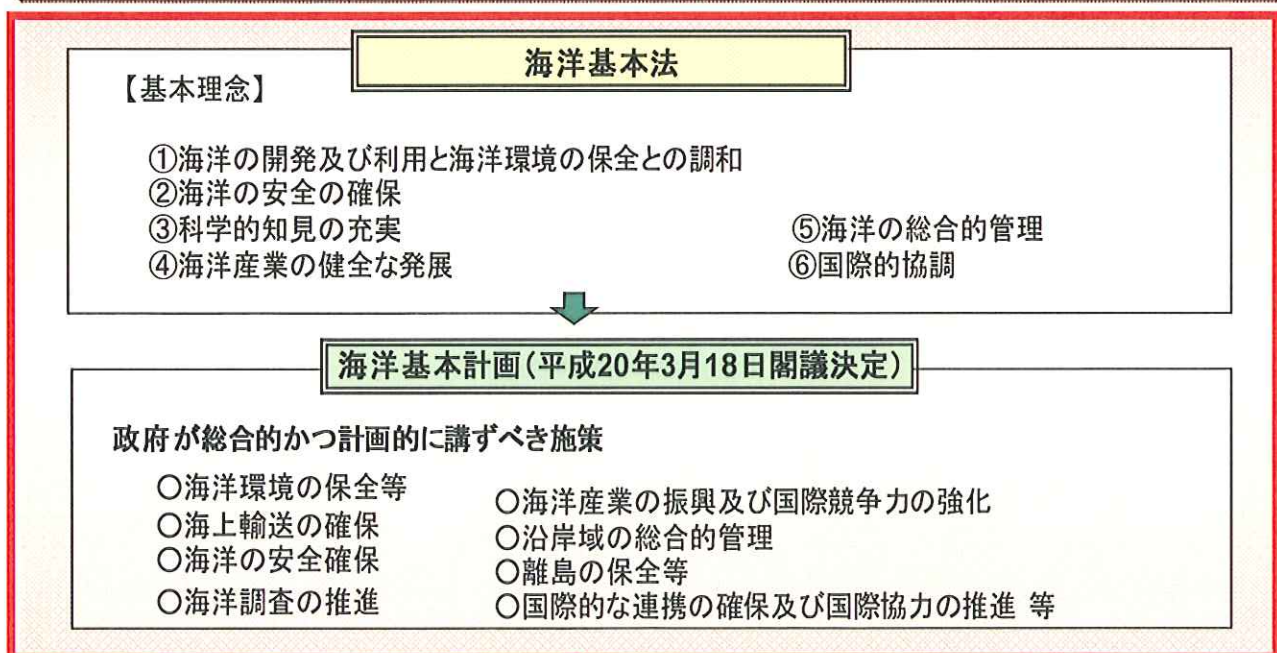 海洋基本法
【基本理念】
①海洋の開発及び利用と海洋環境の保全との調和
②海洋の安全の確保
③科学的知見の充実
④海洋産業の健全な発展
⑤海洋の総合的管理
⑥国際的協調
海洋基本計画(平成20年3月18日閣議決定)
政府が総合的かつ計画的に講ずべき施策
○海洋環境の保全等
○海上輸送の確保
○海洋の安全確保
○海洋調査の推進
○海洋産業の振興及び国際競争力の強化
○沿岸域の総合的管理
○離島の保全等
○国際的な連携の確保及び国際協力の推進 等